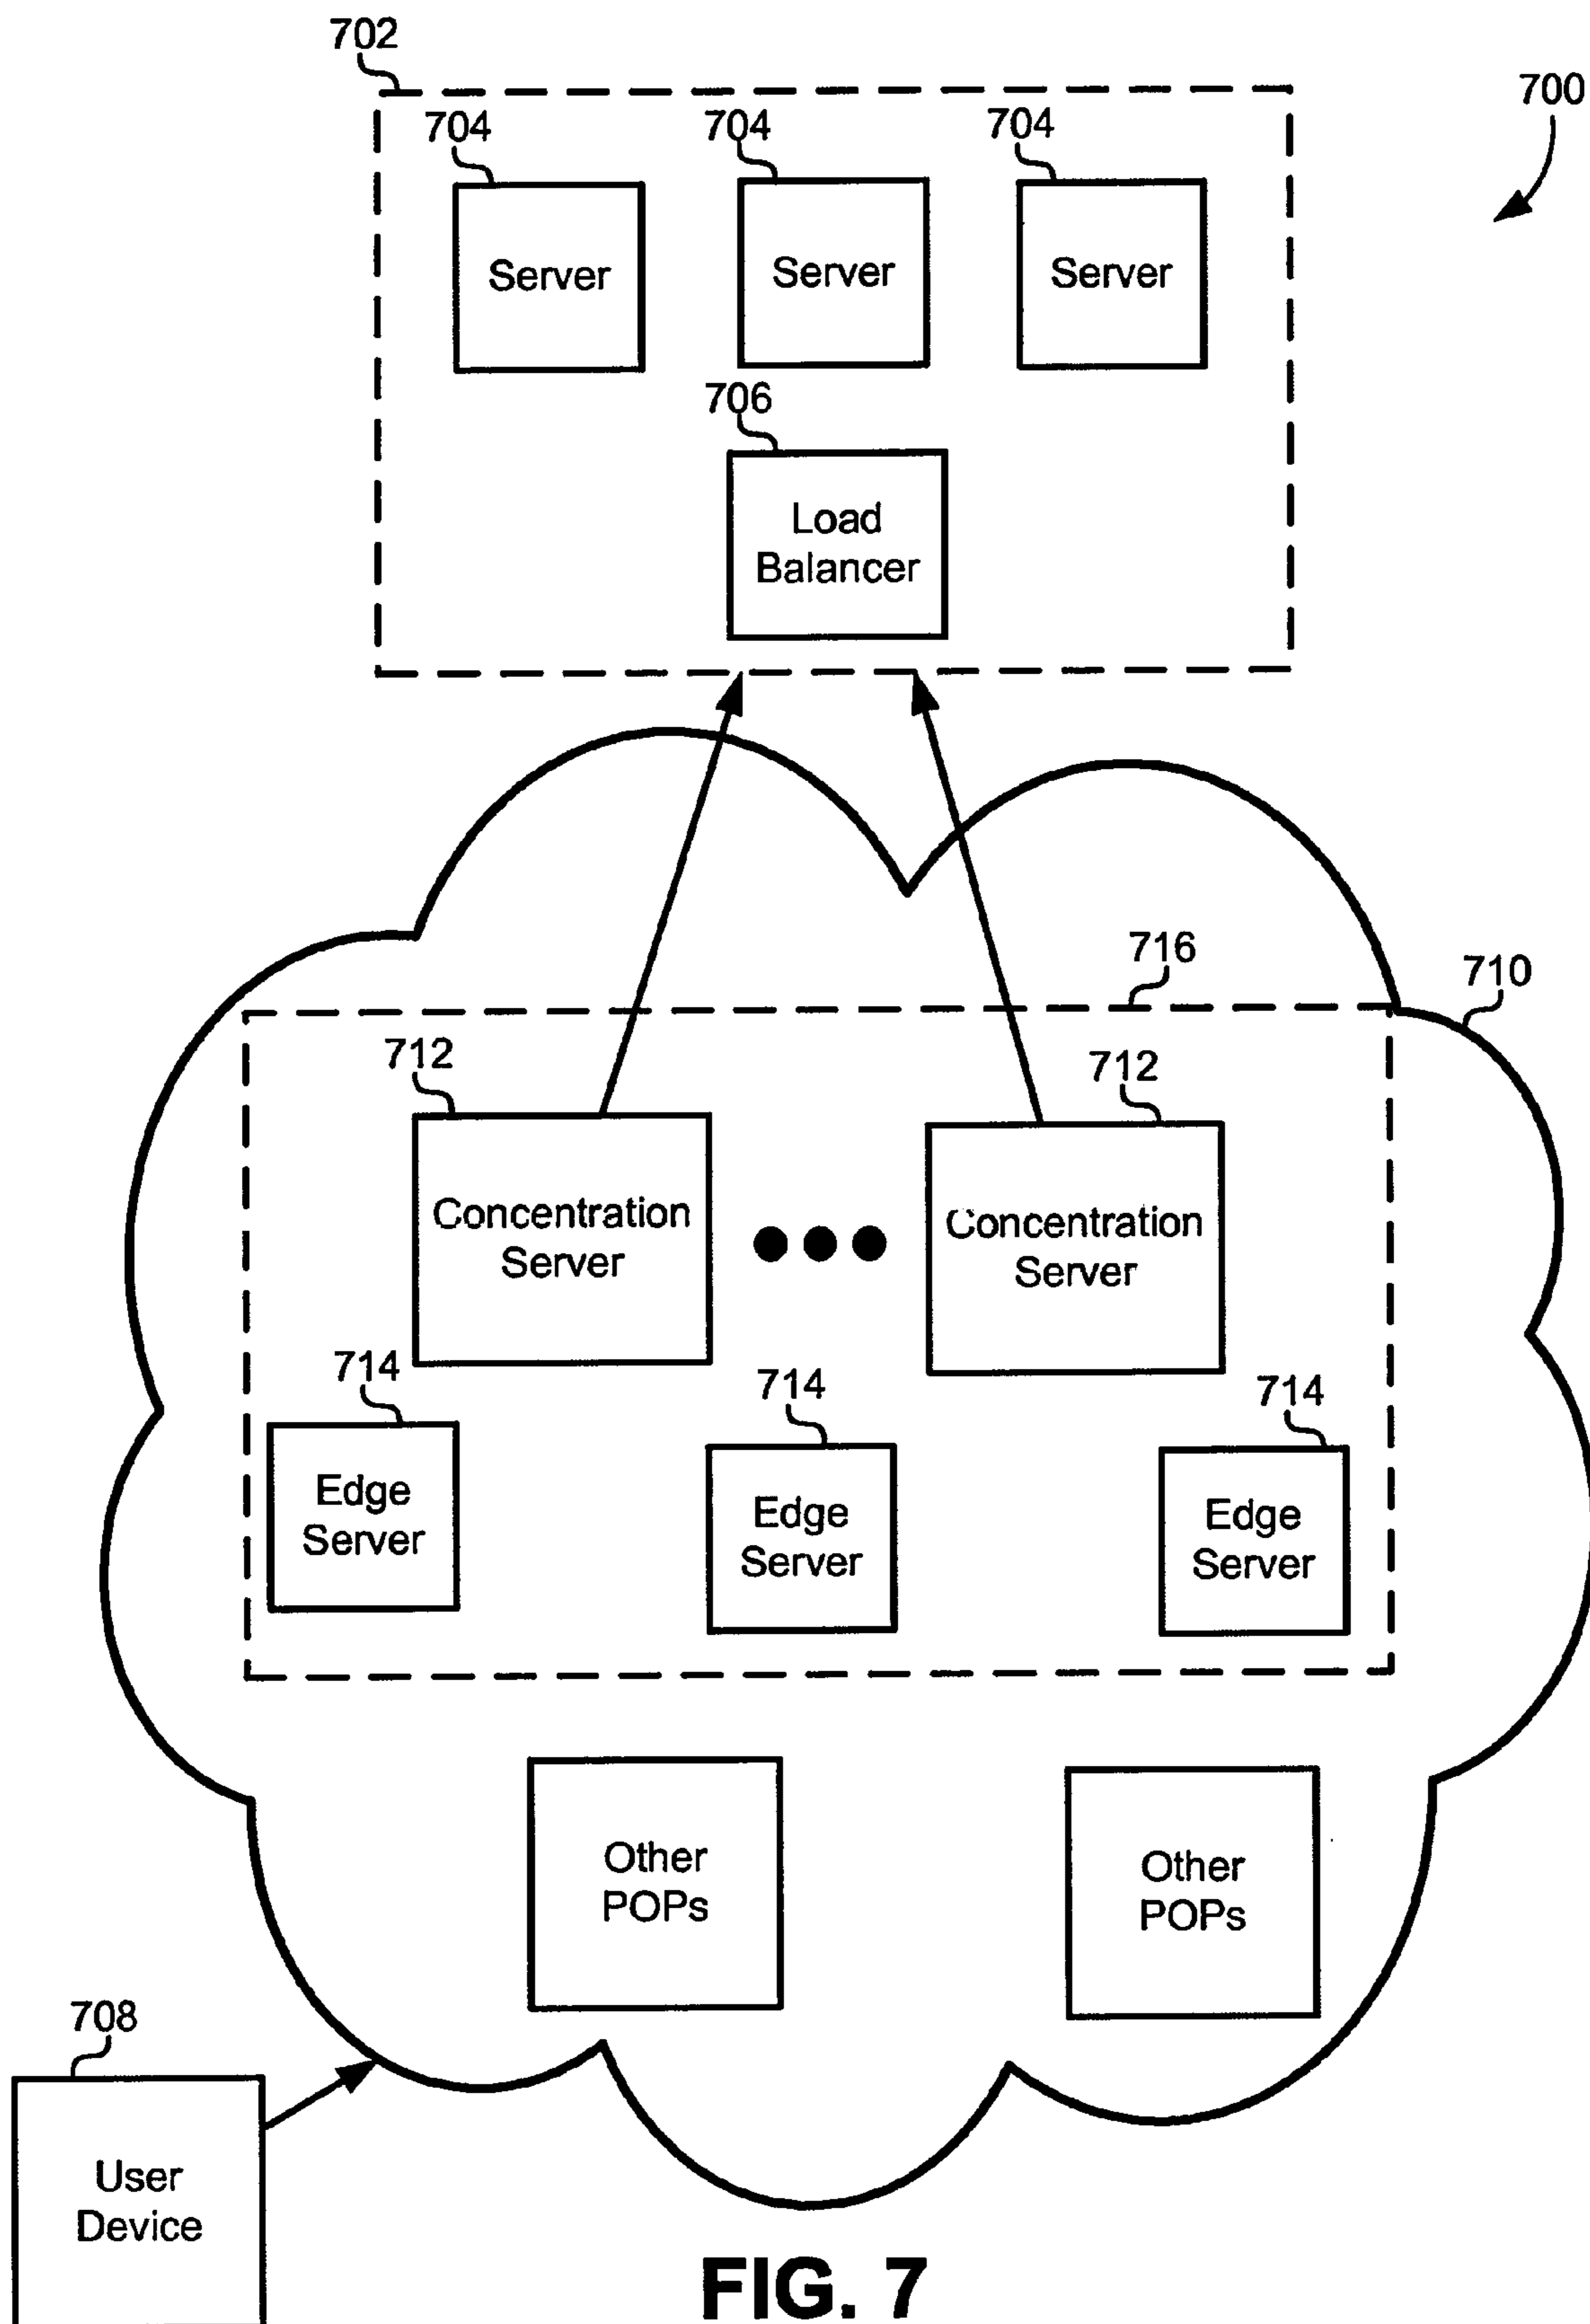 702
700
704
704
704
Server
Server
Server
706
Load
Balancer
716
710
712
712
Concentration
Server
Concentration
Server
714
714
714
Edge
Server
Edge
Server
Edge
Server
Other
POPs
Other
POPs
708
User
Device
FIG. 7